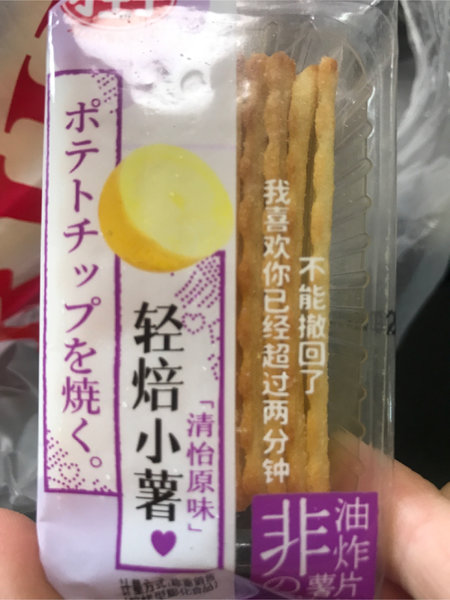 ポテトチップを焼く。
轻焙小薯
「清怡原味」
我喜欢你已经超过两分钟
不能撤回了
非油炸
の薯片